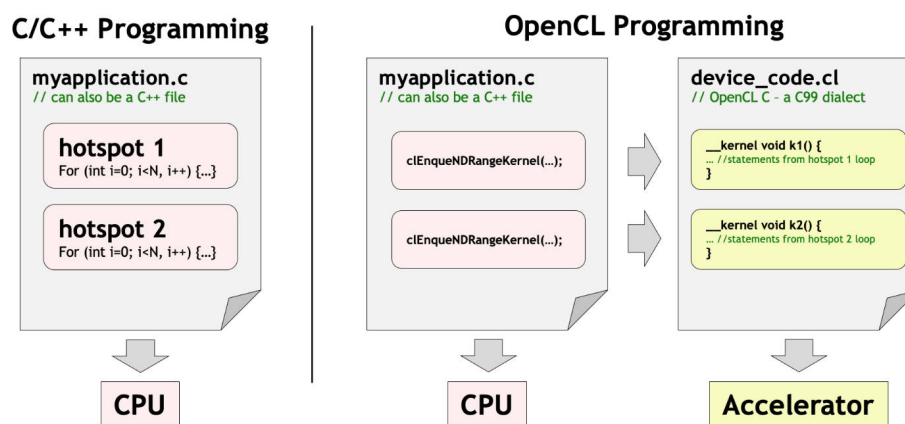 C/C++ Programming
myapplication.c
// can also be a C++ file
hotspot 1
For (int i=0; i<N, i++) {…}
hotspot 2
For (int i=0; i<N, i++) {…}
CPU
OpenCL Programming
myapplication.c
// can also be a C++ file
clEnqueNDRangeKernel(…);
clEnqueNDRangeKernel(…);
CPU
device_code.cl
// OpenCL C – a C99 dialect
__kernel void k1() {
… //statements from hotspot 1 loop
}
__kernel void k2() {
… //statements from hotspot 2 loop
}
Accelerator